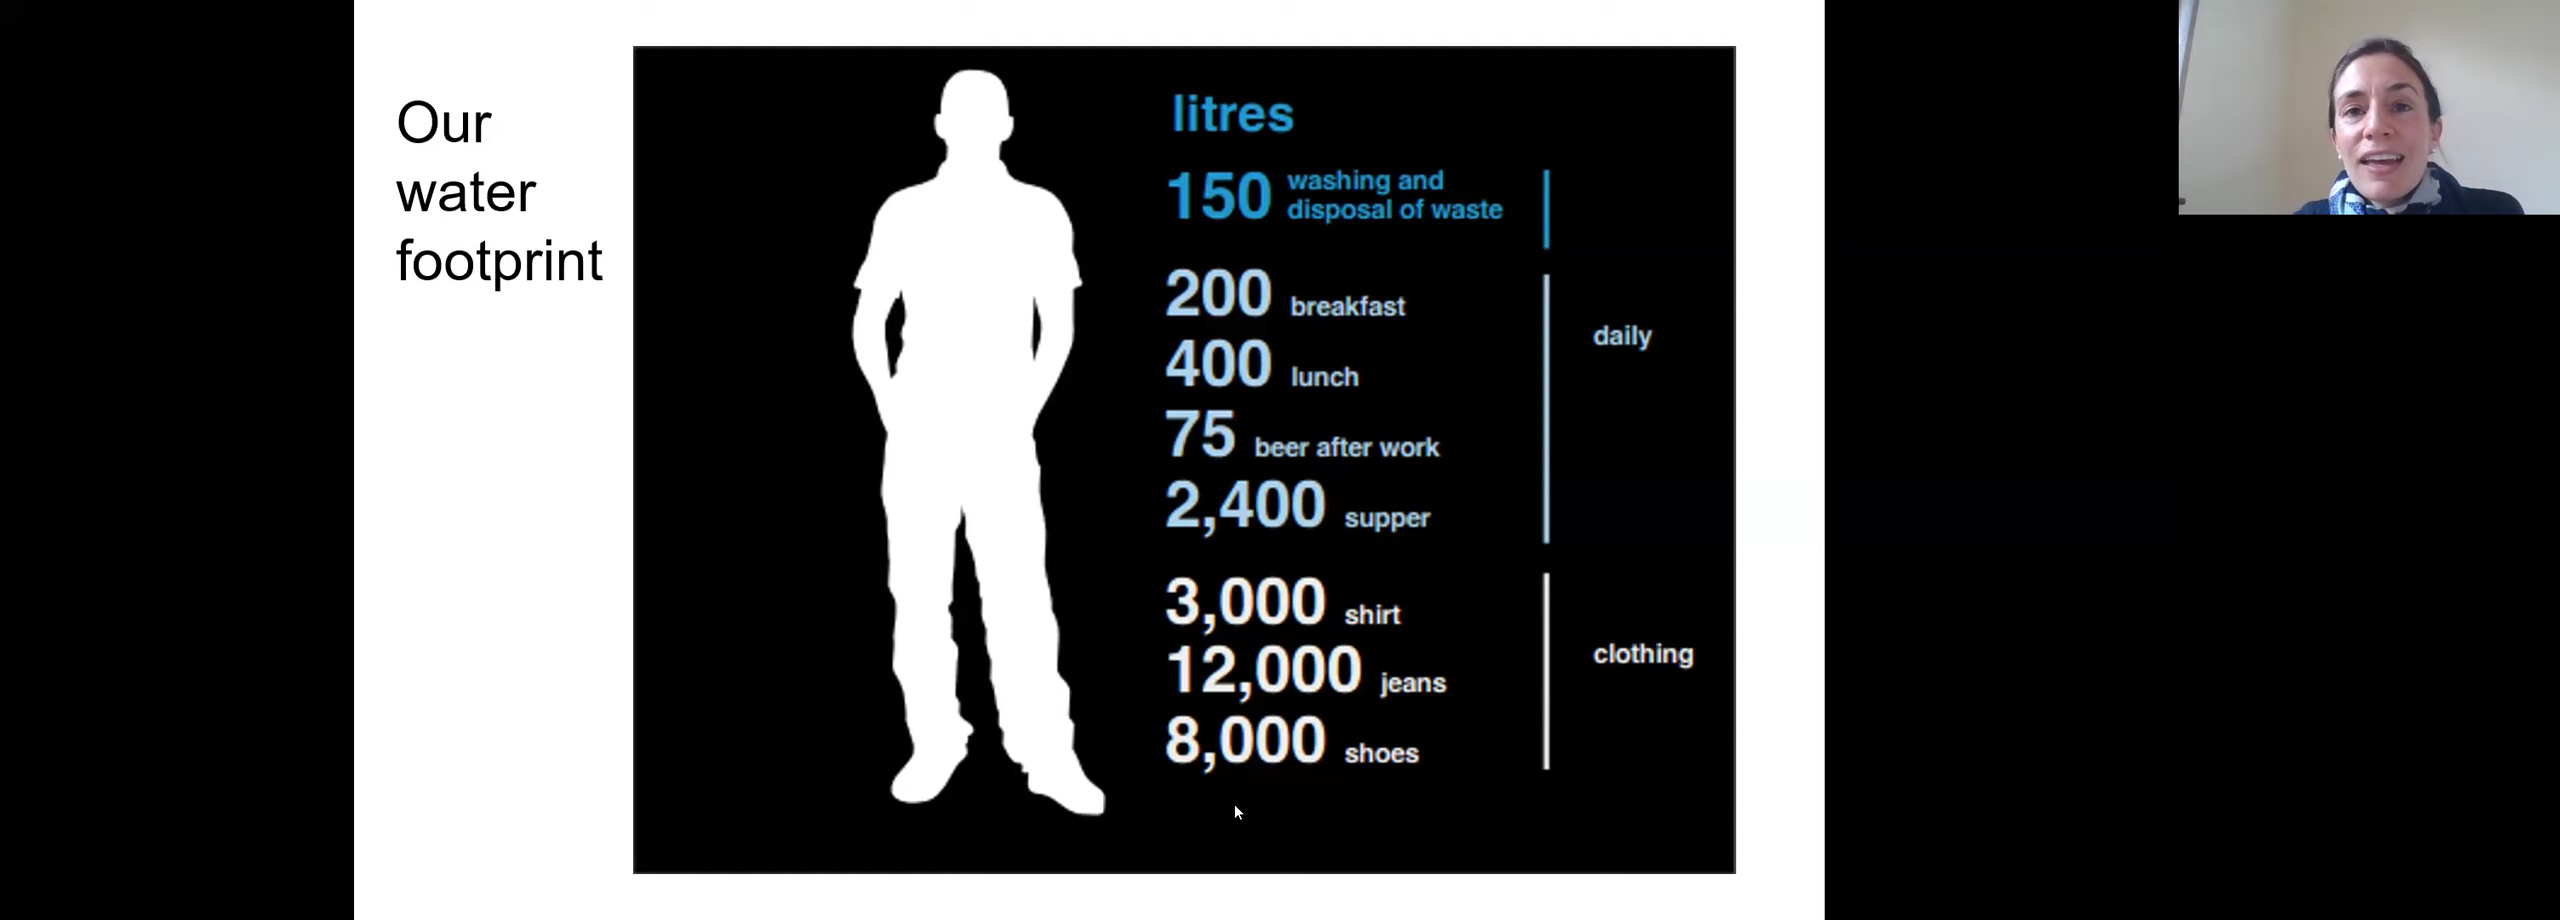 Our
water
footprint
litres
150 washing and
disposal of waste
200 breakfast
400 lunch
75 beer after work
2,400 supper
daily
3,000 shirt
12,000 jeans
8,000 shoes
clothing